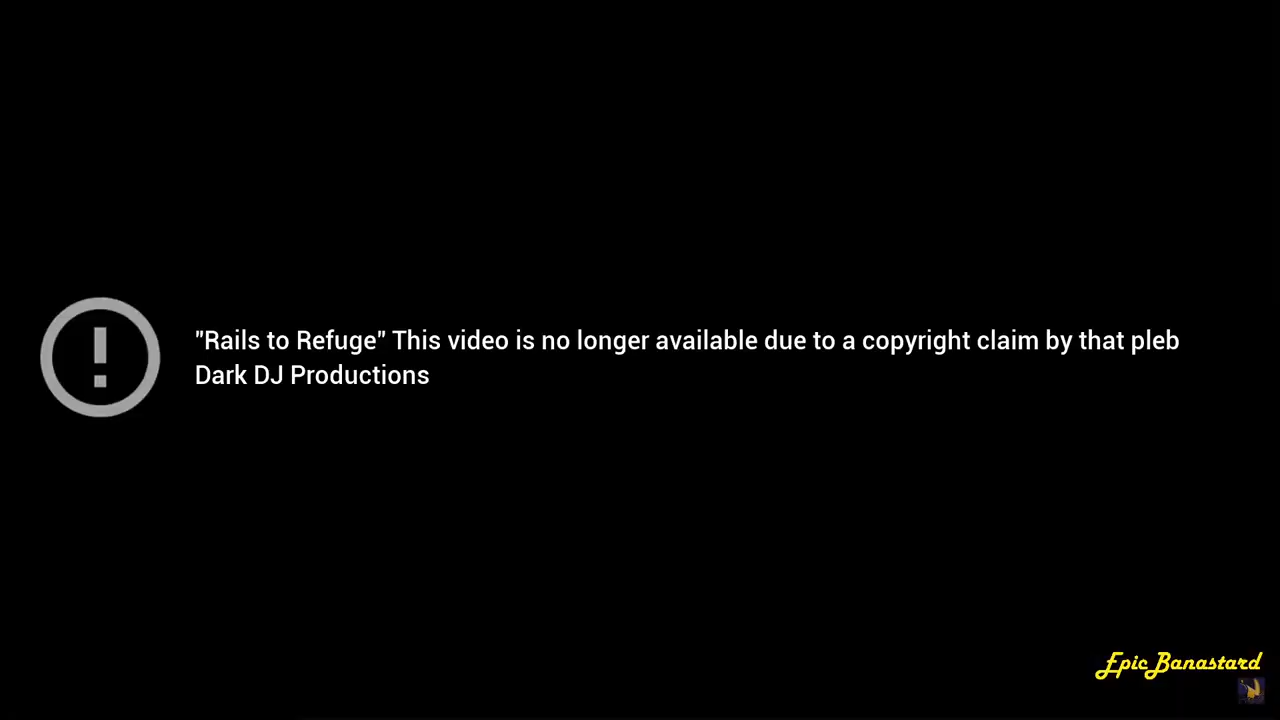 "Rails to Refuge" This video is no longer available due to a copyright claim by that pleb
Dark DJ Productions
Epic Banastard